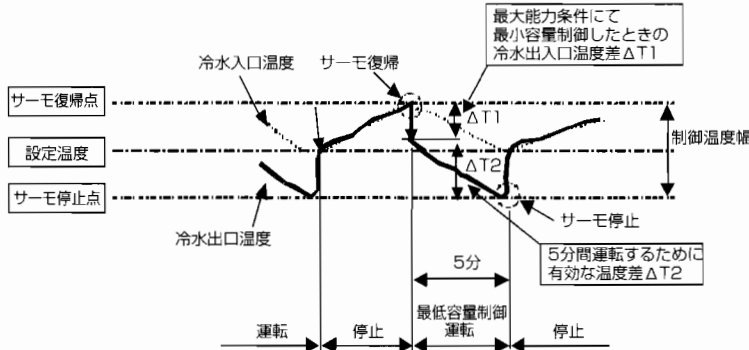 最大能力条件にて
最小容量制御したときの
冷水出入口温度差ΔT1
冷水入口温度
サーモ復帰
サーモ復帰点
ΔT1
制御温度幅
設定温度
ΔT2
サーモ停止点
サーモ停止
冷水出口温度
5分
5分間運転するために
有効な温度差ΔT2
運転
停止
最低容量制御
運転
停止